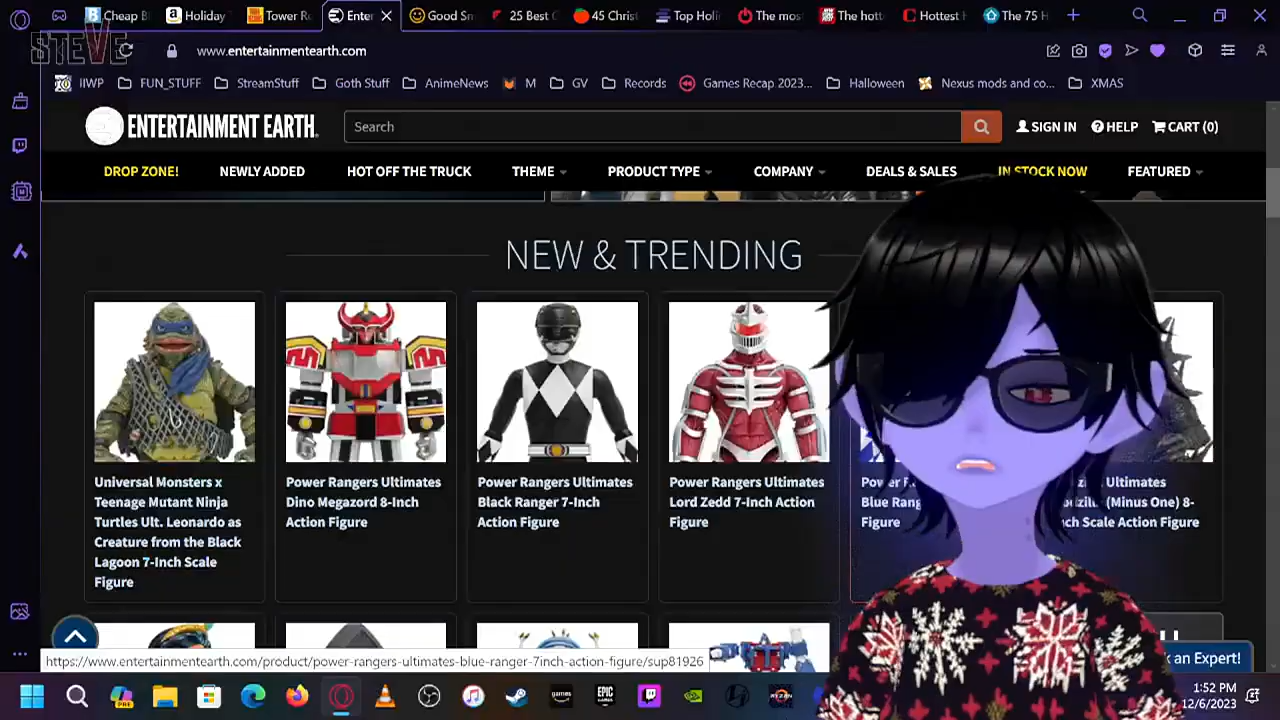 Cheap B
Holiday
Tower R
Enter
Good Sn
25 Best
45 Christ
Top Holi
The mos
The hott
Hottest
The 75 H
STEVE
www.entertainmentearth.com
IIWP
FUN_STUFF
StreamStuff
Goth Stuff
AnimeNews
M
GV
Records
Games Recap 2023...
Halloween
Nexus mods and co...
XMAS
ENTERTAINMENT EARTH
Search
SIGN IN
HELP
CART (0)
DROP ZONE!
NEWLY ADDED
HOT OFF THE TRUCK
THEME
PRODUCT TYPE
COMPANY
DEALS & SALES
IN STOCK NOW
FEATURED
NEW & TRENDING
Universal Monsters x
Teenage Mutant Ninja
Turtles Ult. Leonardo as
Creature from the Black
Lagoon 7-Inch Scale
Figure
Power Rangers Ultimates
Dino Megazord 8-Inch
Action Figure
Power Rangers Ultimates
Black Ranger 7-Inch
Action Figure
Power Rangers Ultimates
Lord Zedd 7-Inch Action
Figure
Power R
Blue Rang
Figure
Ultimates
(Minus One) 8-
Inch Scale Action Figure
https://www.entertainmentearth.com/product/power-rangers-ultimates-blue-ranger-7inch-action-figure/sup81926
k an Expert!
PRE
games
EPIC
GAMES
RYZEN
1:52 PM
12/6/2023